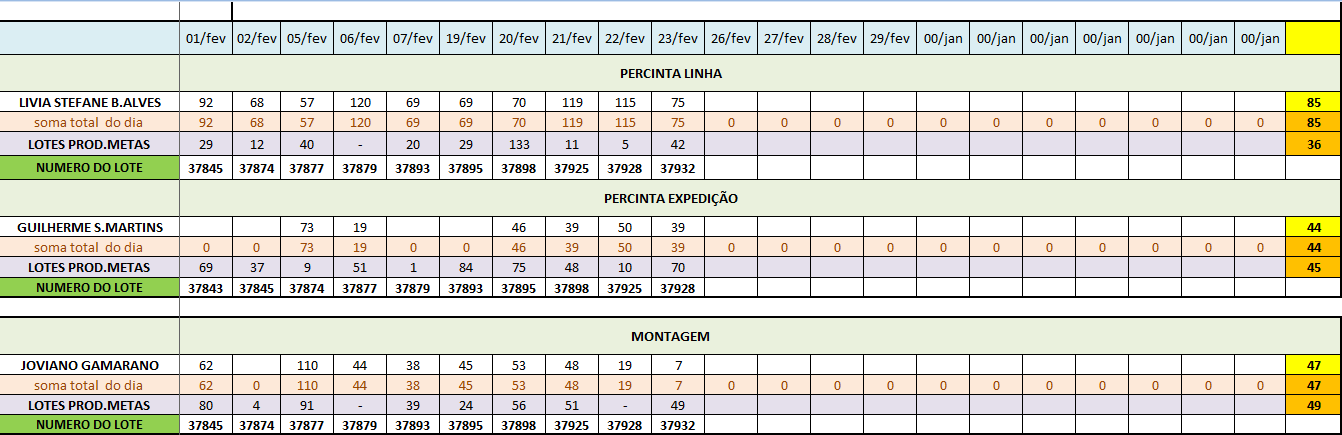 01/fev 02/fev 05/fev 06/fev 07/fev 19/fev 20/fev 21/fev 22/fev 23/fev 26/fev 27/fev 28/fev 29/fev 00/jan 00/jan 00/jan 00/jan 00/jan 00/jan 00/jan
PERCINTA LINHA
LIVIA STEFANE B.ALVES 92 68 57 120 69 69 70 119 115 75 85
soma total do dia 92 68 57 120 69 69 70 119 115 75 0 0 0 0 0 0 0 0 0 0 0 85
LOTES PROD.METAS 29 12 40 - 20 29 133 11 5 42 36
NUMERO DO LOTE 37845 37874 37877 37879 37893 37895 37898 37925 37928 37932
PERCINTA EXPEDIÇÃO
GUILHERME S.MARTINS 73 19 46 39 50 39 44
soma total do dia 0 0 73 19 0 0 46 39 50 39 0 0 0 0 0 0 0 0 0 0 0 44
LOTES PROD.METAS 69 37 9 51 1 84 75 48 10 70 45
NUMERO DO LOTE 37843 37845 37874 37877 37879 37893 37895 37898 37925 37928
MONTAGEM
JOVIANO GAMARANO 62 110 44 38 45 53 48 19 7 47
soma total do dia 62 0 110 44 38 45 53 48 19 7 0 0 0 0 0 0 0 0 0 0 0 47
LOTES PROD.METAS 80 4 91 - 39 24 56 51 - 49 49
NUMERO DO LOTE 37845 37874 37877 37879 37893 37895 37898 37925 37928 37932